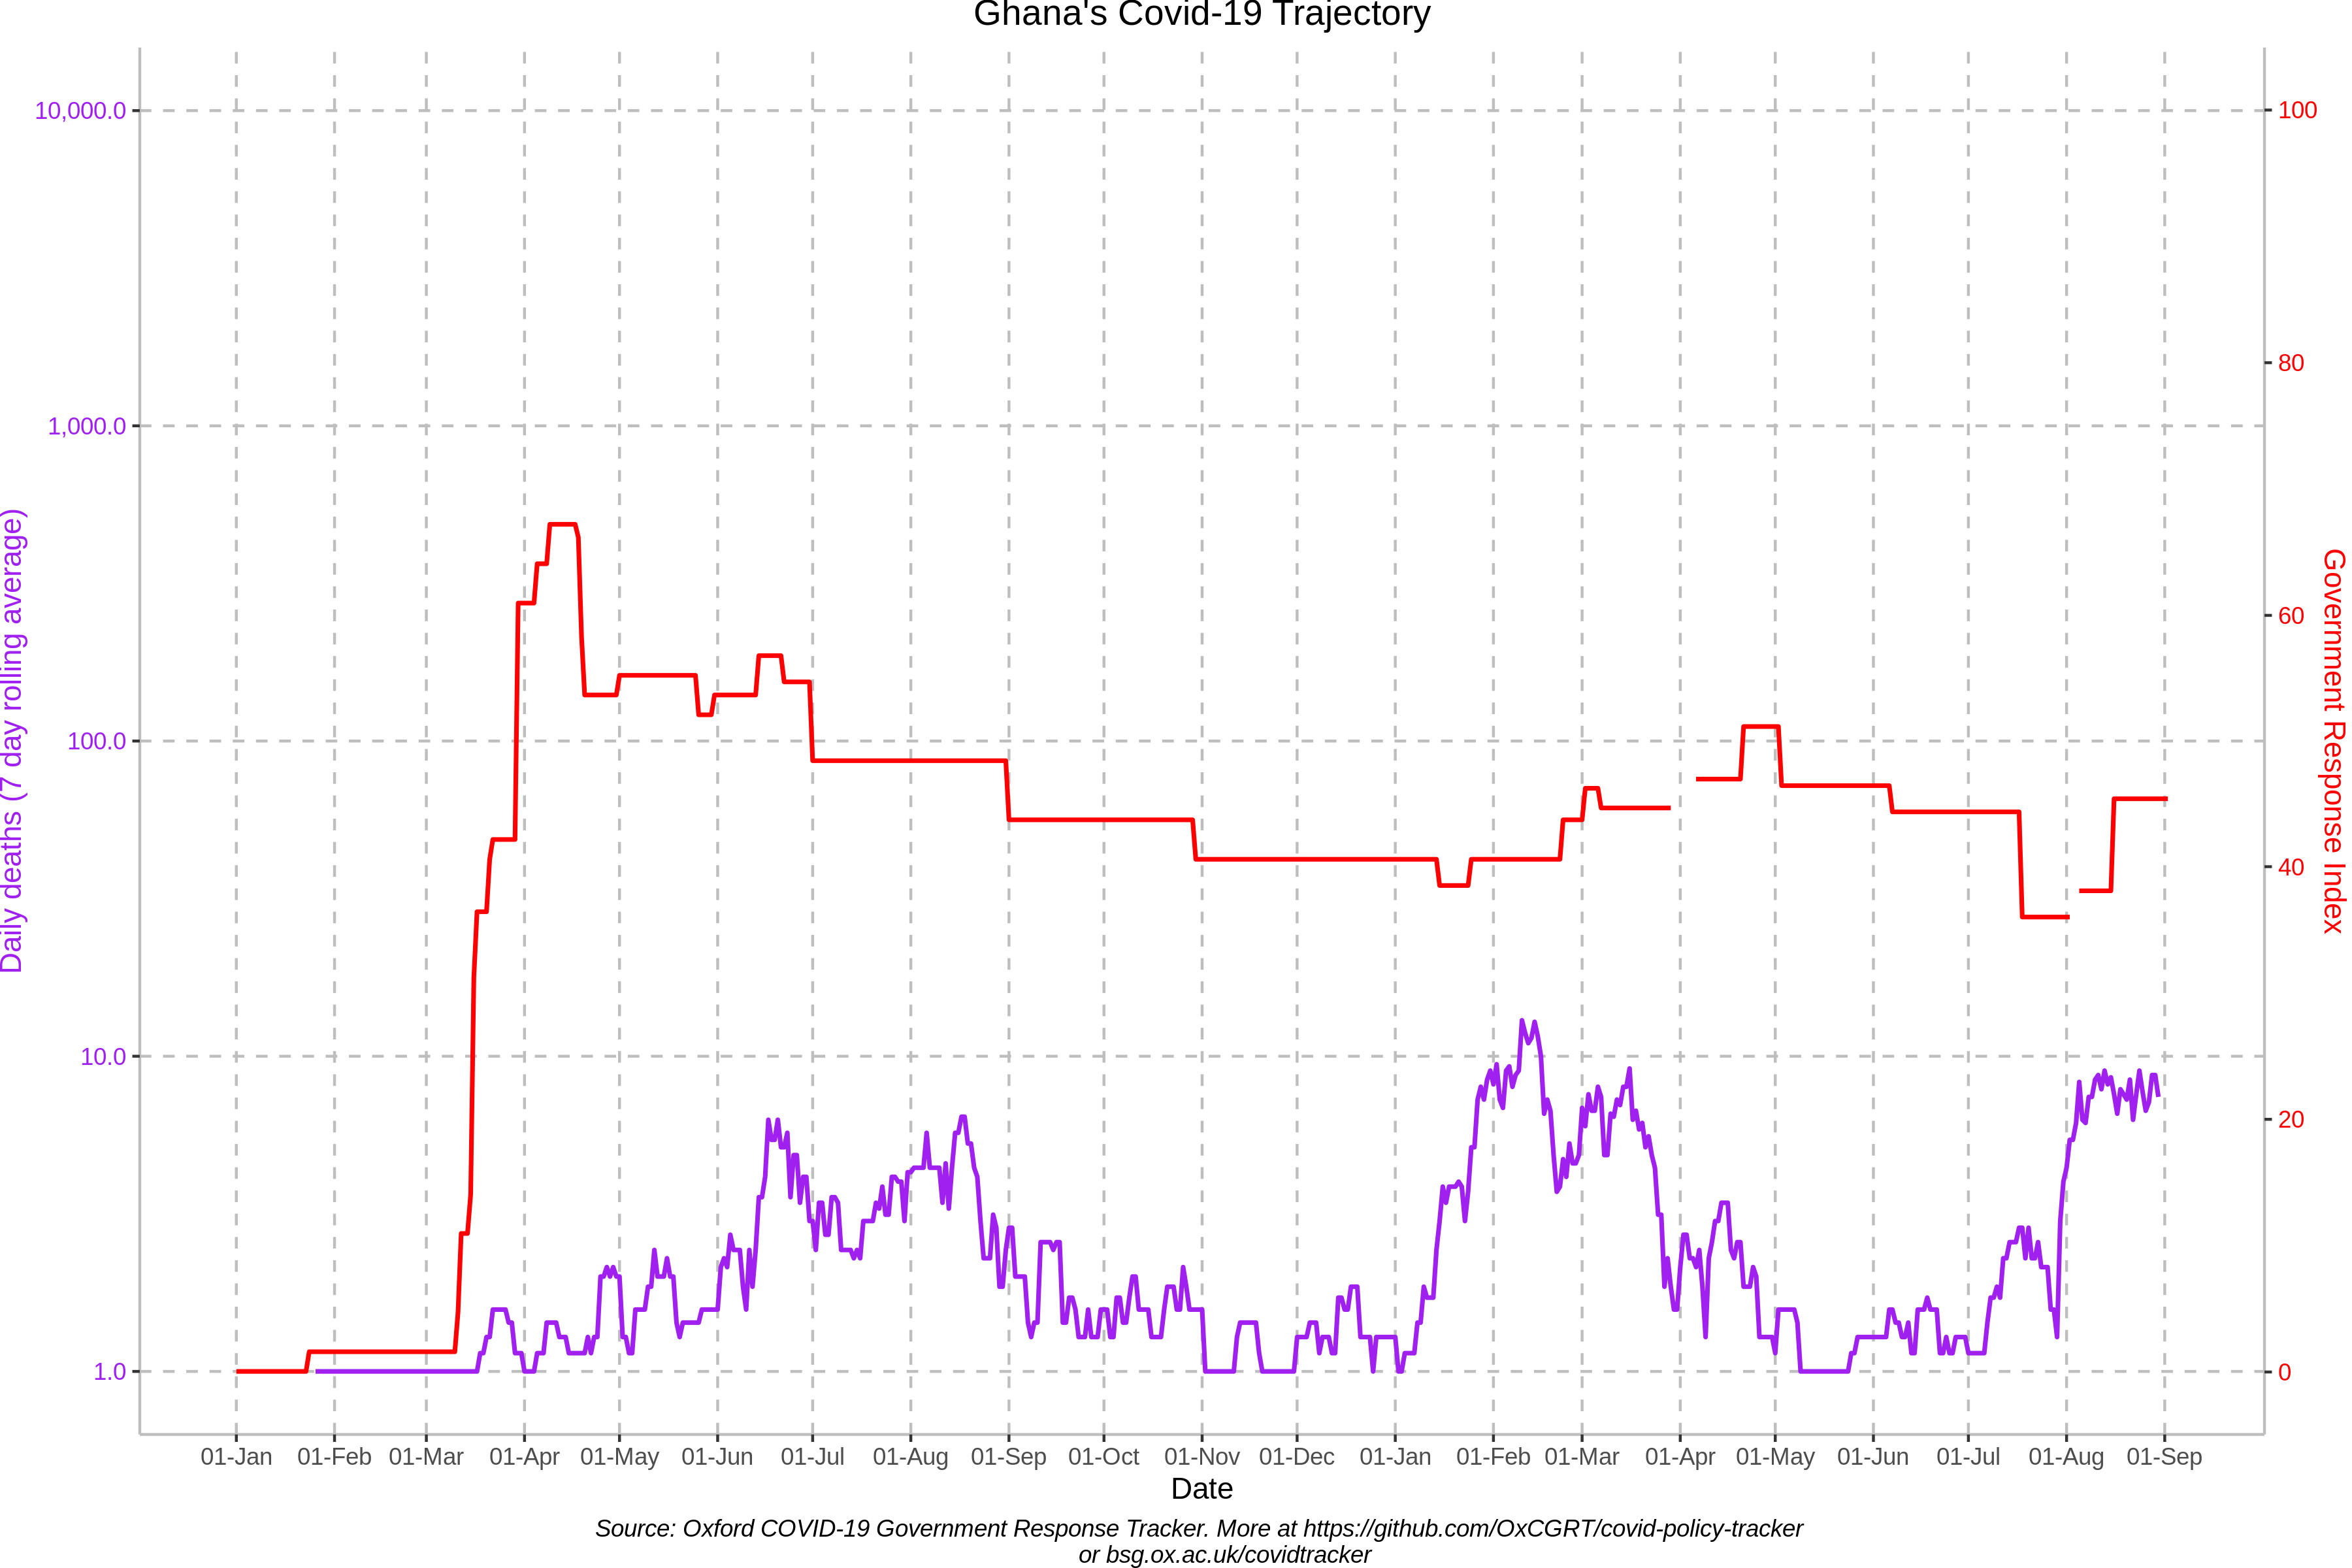 Ghana's Covid-19 Trajectory
10,000.0
1,000.0
100.0
10.0
1.0
Daily deaths (7 day rolling average)
100
80
60
40
20
0
Government Response Index
01-Jan 01-Feb 01-Mar 01-Apr 01-May 01-Jun 01-Jul 01-Aug 01-Sep 01-Oct 01-Nov 01-Dec 01-Jan 01-Feb 01-Mar 01-Apr 01-May 01-Jun 01-Jul 01-Aug 01-Sep
Date
Source: Oxford COVID-19 Government Response Tracker. More at https://github.com/OxCGRT/covid-policy-tracker
or bsg.ox.ac.uk/covidtracker